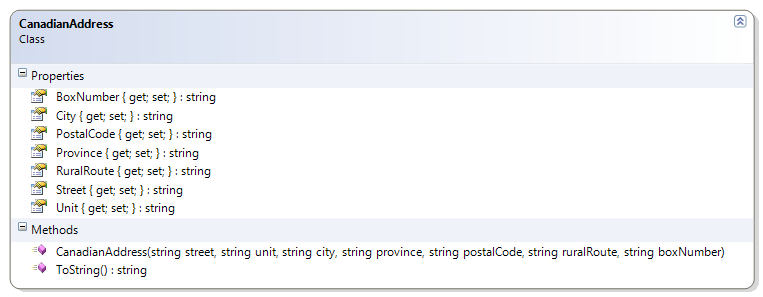 CanadianAddress
Class
Properties
BoxNumber { get; set; } : string
City { get; set; } : string
PostalCode { get; set; } : string
Province { get; set; } : string
RuralRoute { get; set; } : string
Street { get; set; } : string
Unit { get; set; } : string
Methods
CanadianAddress(string street, string unit, string city, string province, string postalCode, string ruralRoute, string boxNumber)
ToString() : string